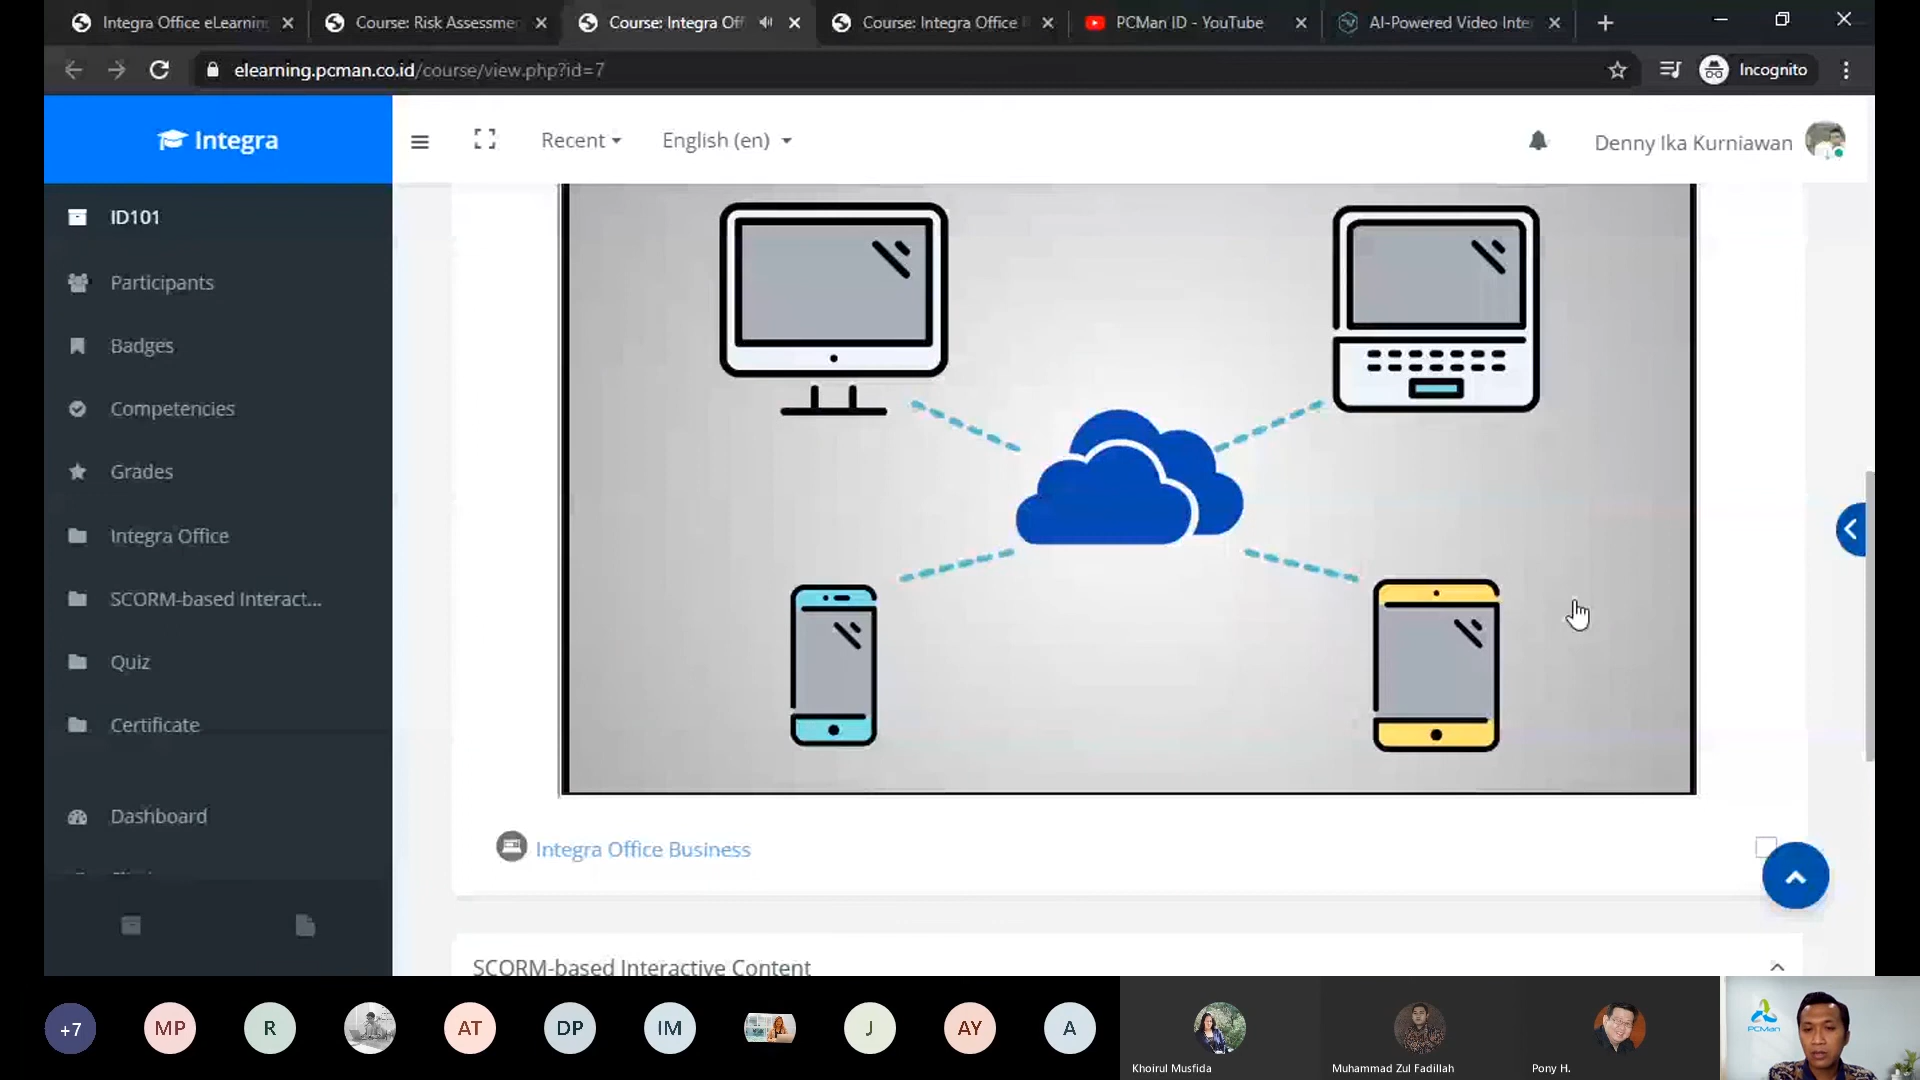 Integra Office eLearning
Course: Risk Assessme
Course: Integra Off
Course: Integra Office
PCMan ID - YouTube
AI-Powered Video Inte
elearning.pcman.co.id/course/view.php?id=7
Incognito
Integra
Recent
English (en)
Denny Ika Kurniawan
ID101
Participants
Badges
Competencies
Grades
Integra Office
SCORM-based Interact...
Quiz
Certificate
Dashboard
Integra Office Business
SCORM-based Interactive Content
+7
MP
R
AT
DP
IM
J
AY
A
Khoirul Musfida
Muhammad Zul Fadillah
Pony H.
PCMan